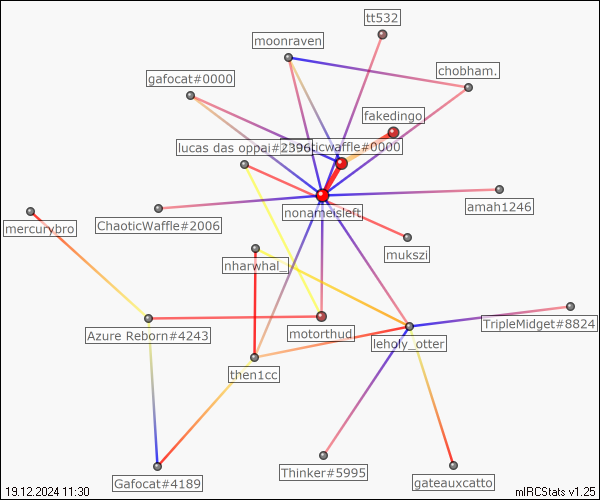 tt532
moonraven
chobham.
gafocat#0000
fakedingo
lucas das oppai#2396
chaoticwaffle#0000
nonameisleft
amah1246
ChaoticWaffle#2006
mercurybro
mukszi
nharwhal_
Azure Reborn#4243
motorthud
TripleMidget#8824
leholy_otter
then1cc
Thinker#5995
gateauxcatto
Gafocat#4189
19.12.2024 11:30
mIRCStats v1.25